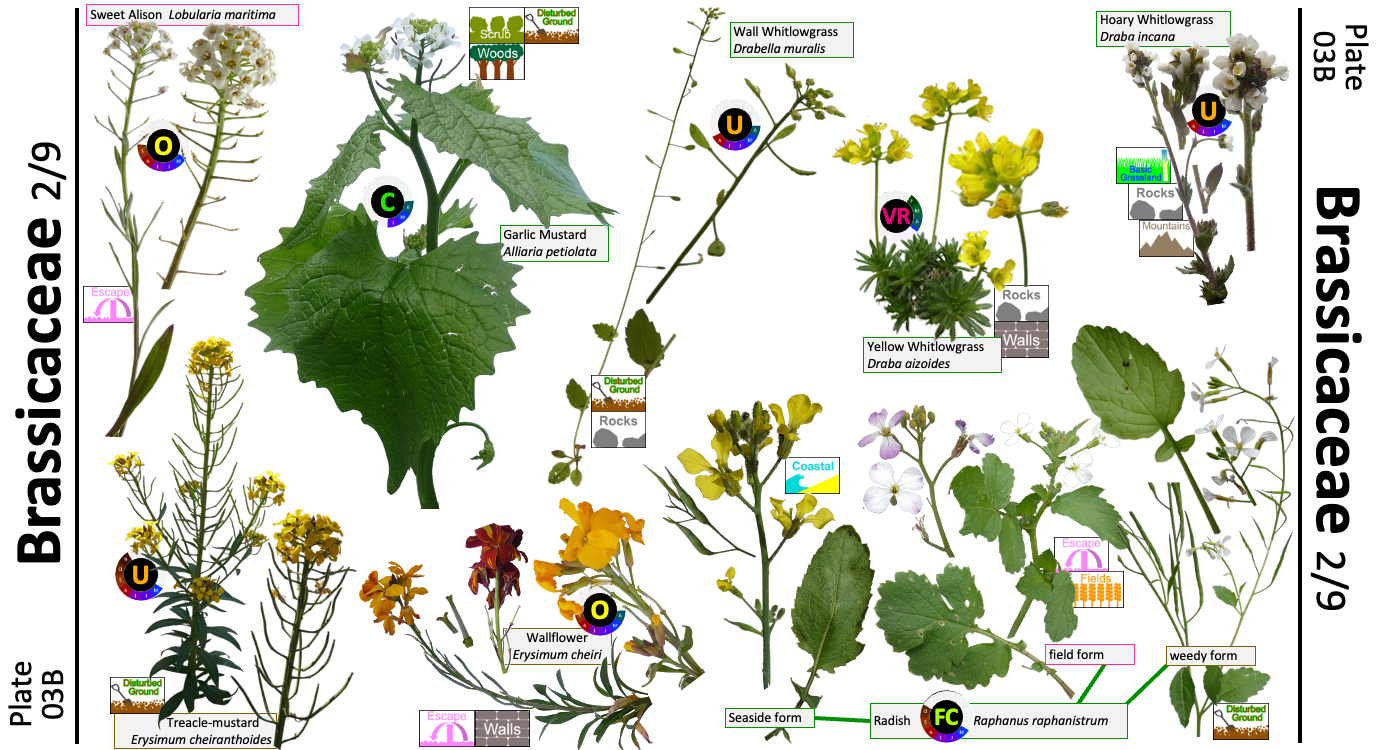 Brassicaceae 2/9
Plate
03B
Sweet Alison Lobularia maritima
O
Escape
Scrub
Disturbed
Ground
Woods
C
Garlic Mustard
Alliaria petiolata
Wall Whitlowgrass
Drabella muralis
U
Disturbed
Ground
Rocks
VR
Rocks
Walls
Yellow Whitlowgrass
Draba aizoides
Hoary Whitlowgrass
Draba incana
U
Basic
Grassland
Rocks
Mountains
Plate
03B
Brassicaceae 2/9
U
Disturbed
Ground
Treacle-mustard
Erysimum cheiranthoides
O
Wallflower
Erysimum cheiri
Escape
Walls
Coastal
Seaside form
Escape
Fields
field form
weedy form
Radish
FC
Raphanus raphanistrum
Disturbed
Ground